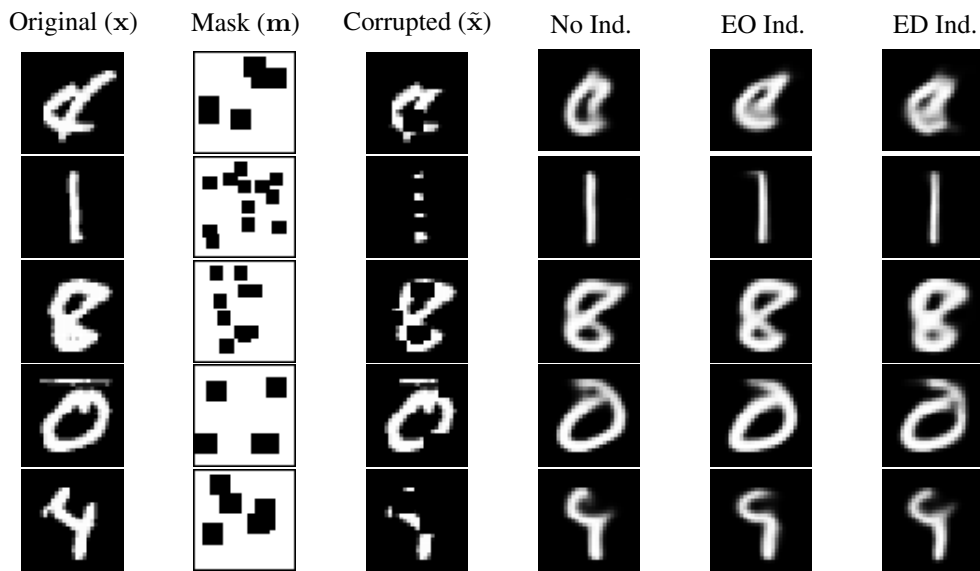 Original (x) Mask (m) Corrupted (x̃) No Ind. EO Ind. ED Ind.